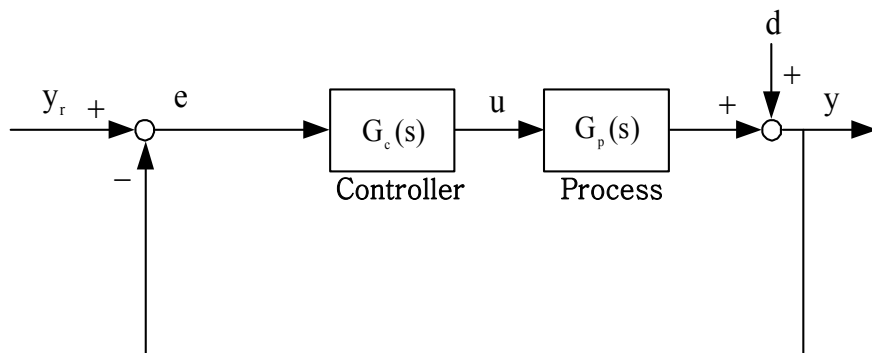 d
y_r + e u + + y
G_c(s) G_p(s)
−
Controller Process